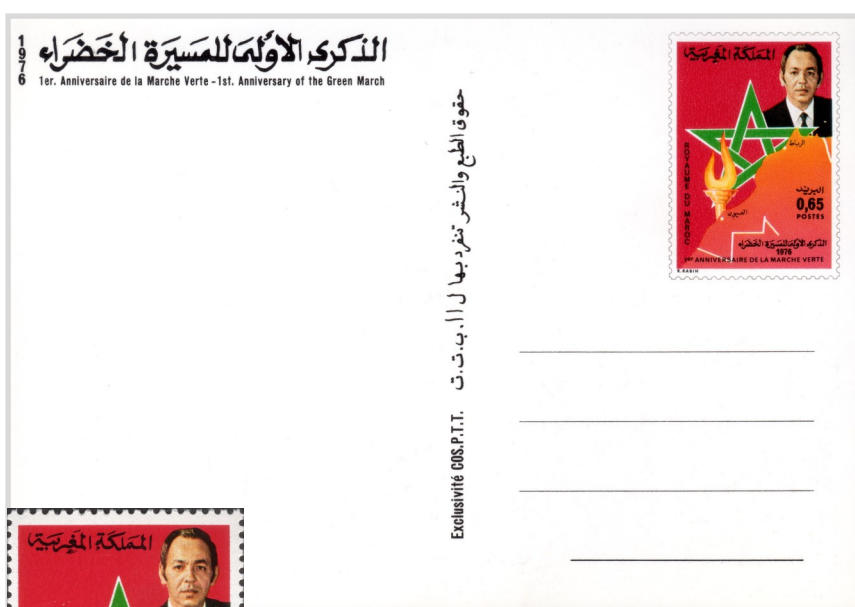 1976
الذكرى الأولى للمسيرة الخضراء
1er. Anniversaire de la Marche Verte - 1st. Anniversary of the Green March
حقوق الطبع والنشر تنفرد بها ل ا ا. ب. ت. ت
Exclusivité COS.P.T.T.
المملكة المغربية
ROYAUME DU MAROC
الرباط
العيون
البريد
0,65
POSTES
الذكرى الأولى للمسيرة الخضراء
1976
1er ANNIVERSAIRE DE LA MARCHE VERTE
المملكة المغربية